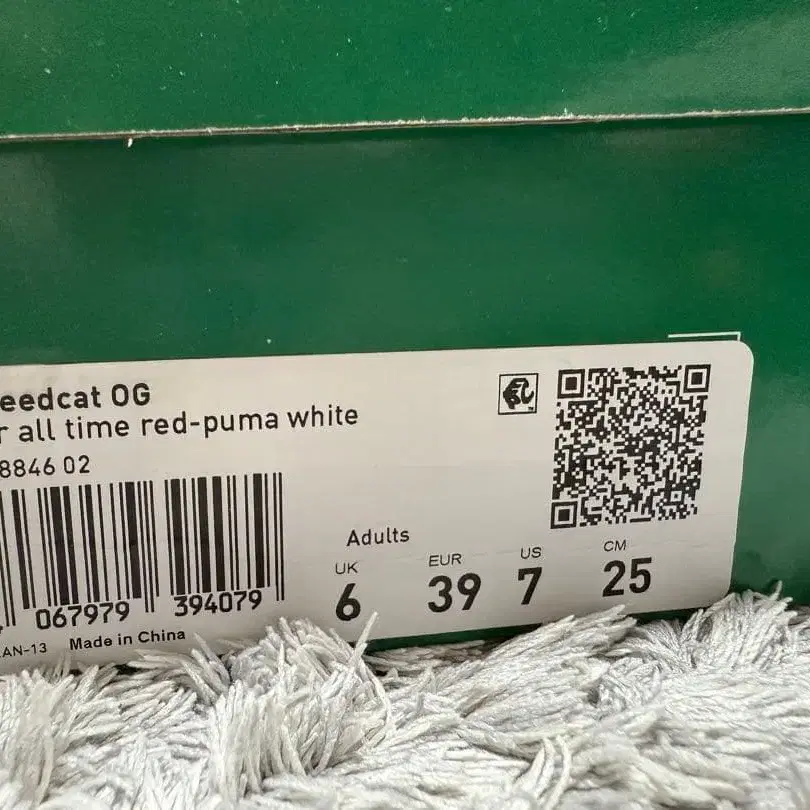 eedcat OG
r all time red-puma white
8846 02
067979 394079
AN-13 Made in China
Adults
UK EUR US CM
6 39 7 25